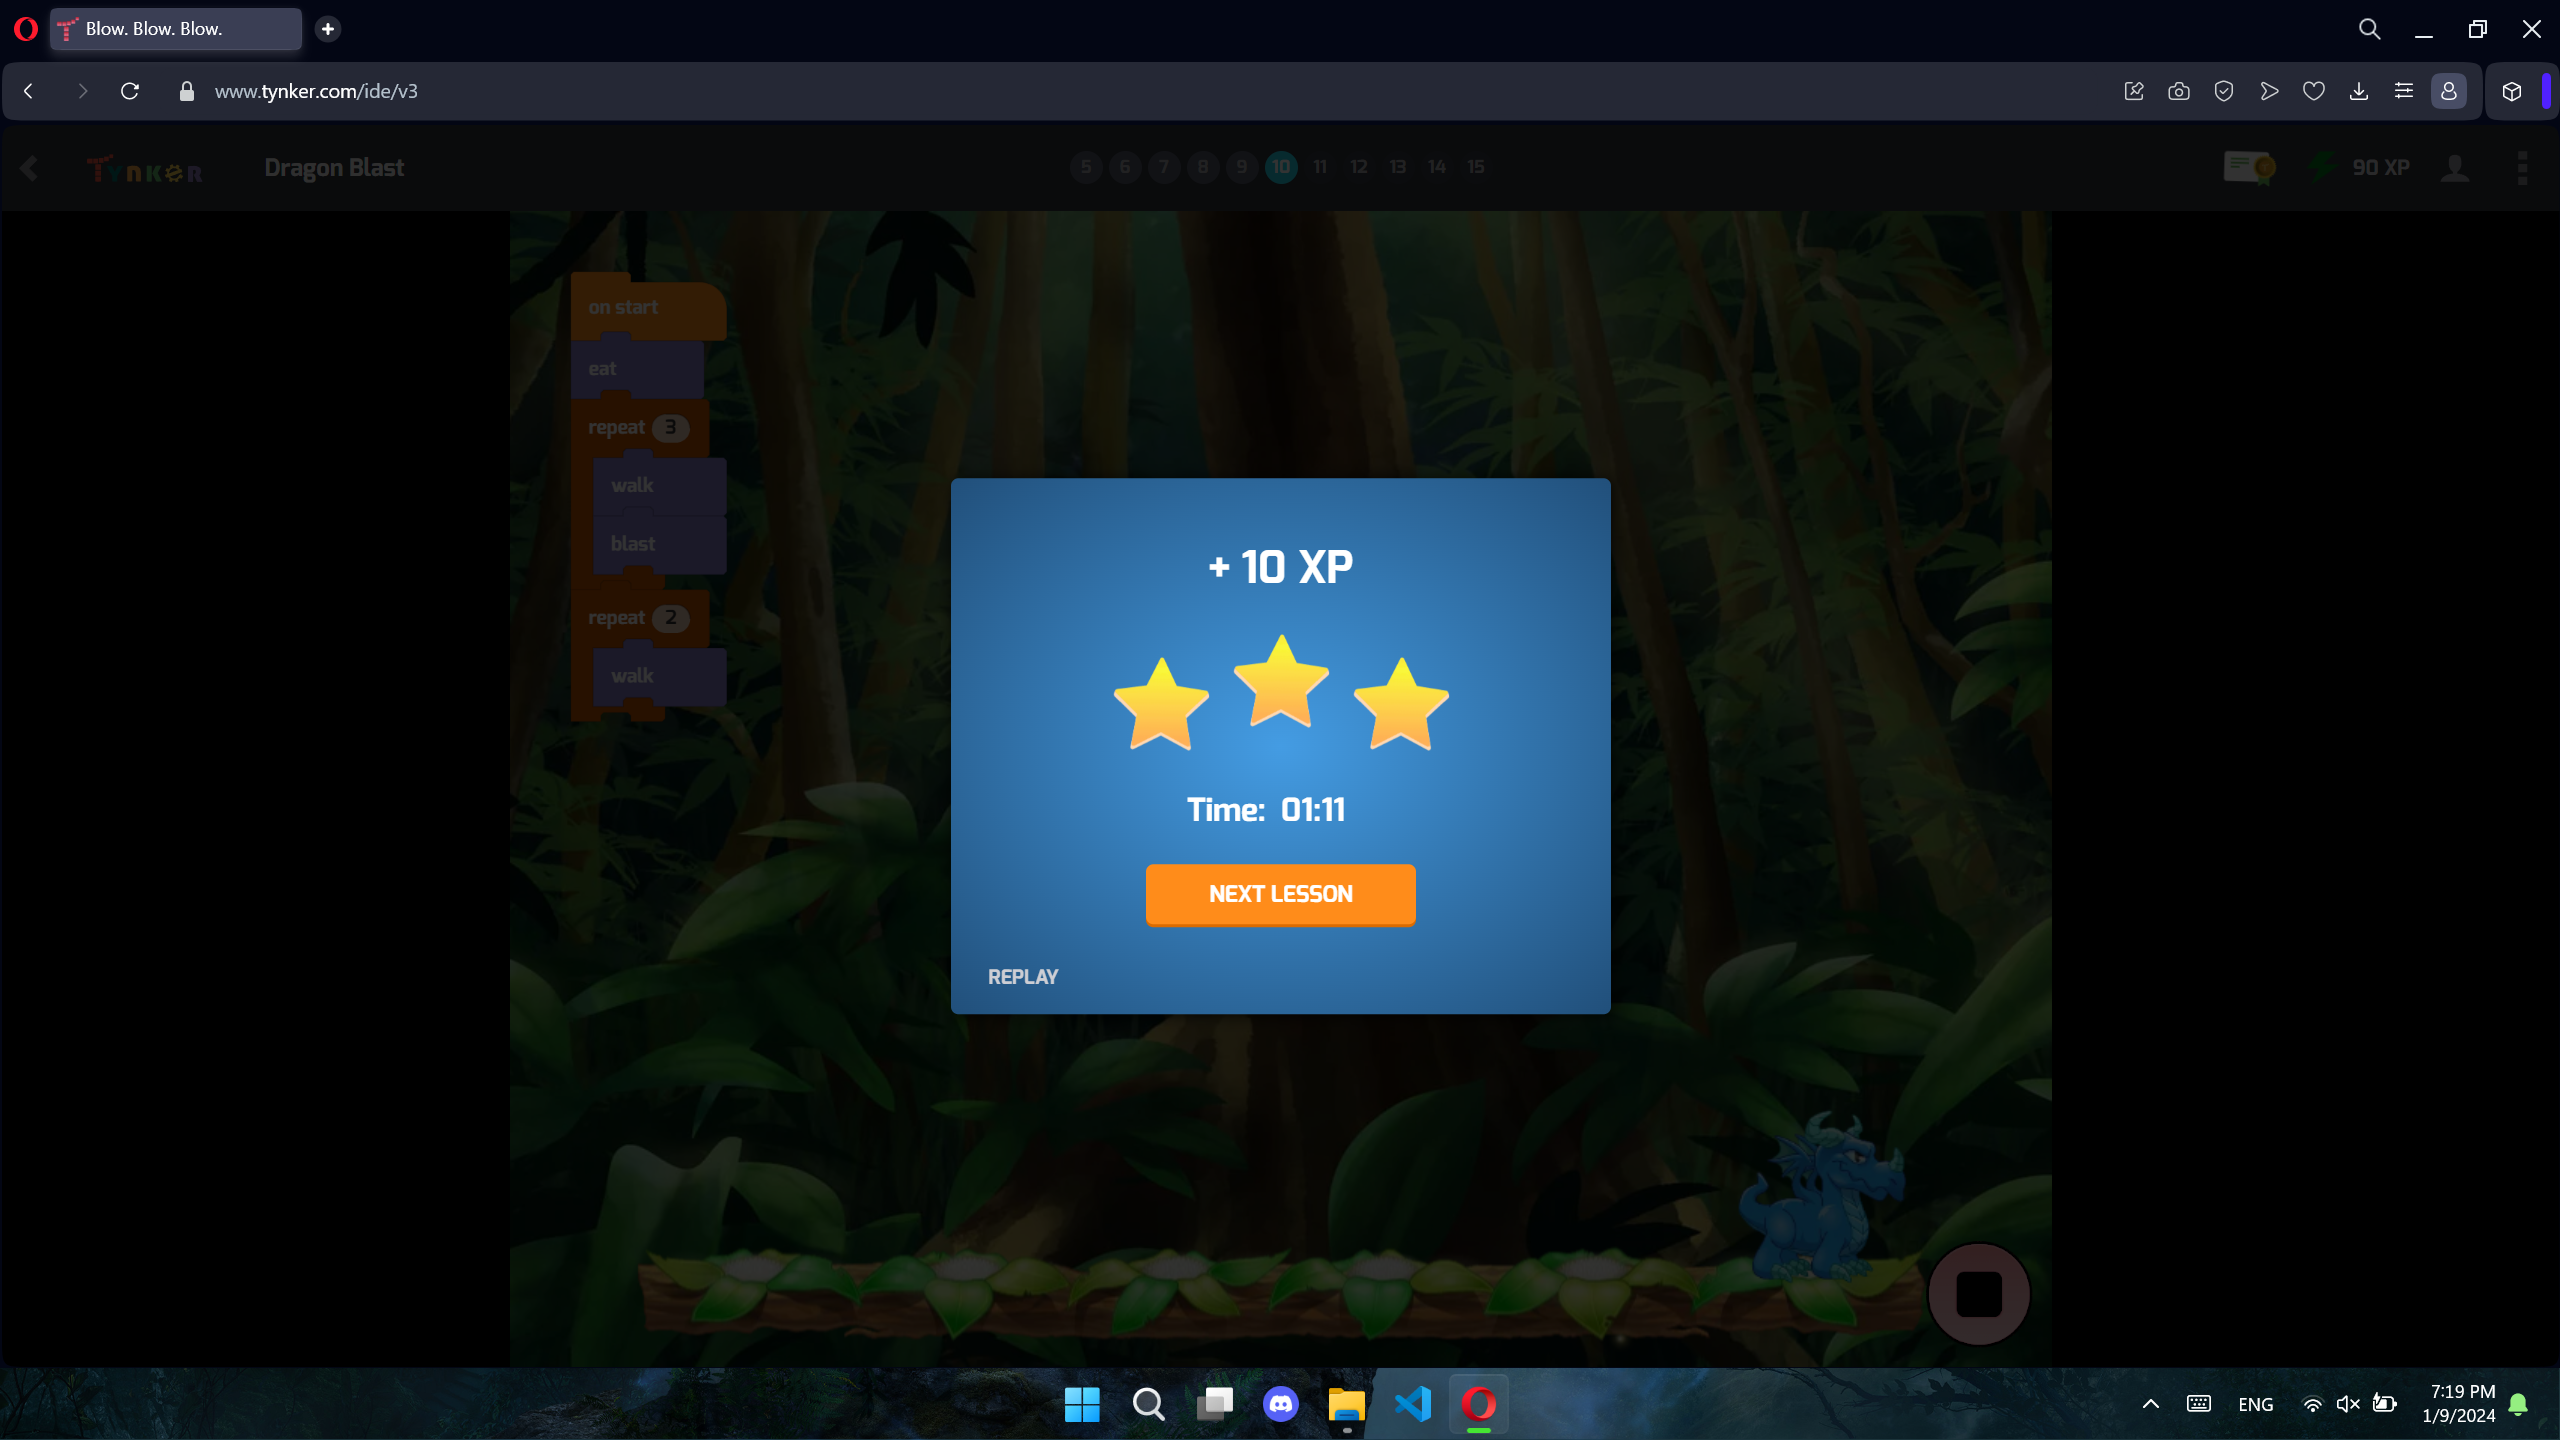 Blow. Blow. Blow.
www.tynker.com/ide/v3
TYNKER
Dragon Blast
5 6 7 8 9 10 11 12 13 14 15
90 XP
on start
eat
repeat 3
walk
blast
repeat 2
walk
+ 10 XP
Time: 01:11
NEXT LESSON
REPLAY
ENG
7:19 PM
1/9/2024